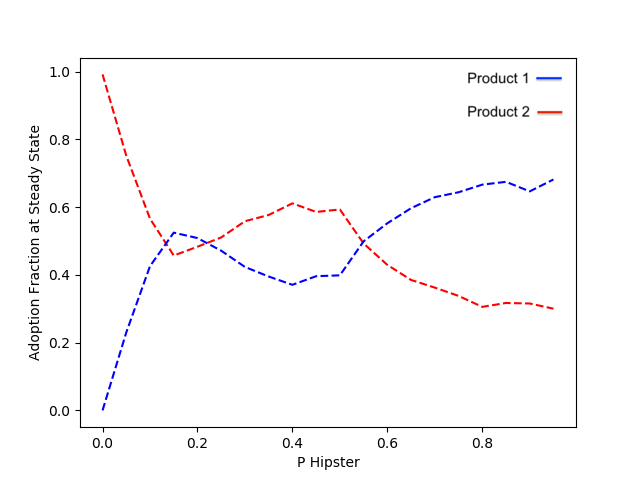 Product 1
Product 2
Adoption Fraction at Steady State
1.0
0.8
0.6
0.4
0.2
0.0
0.0 0.2 0.4 0.6 0.8
P Hipster